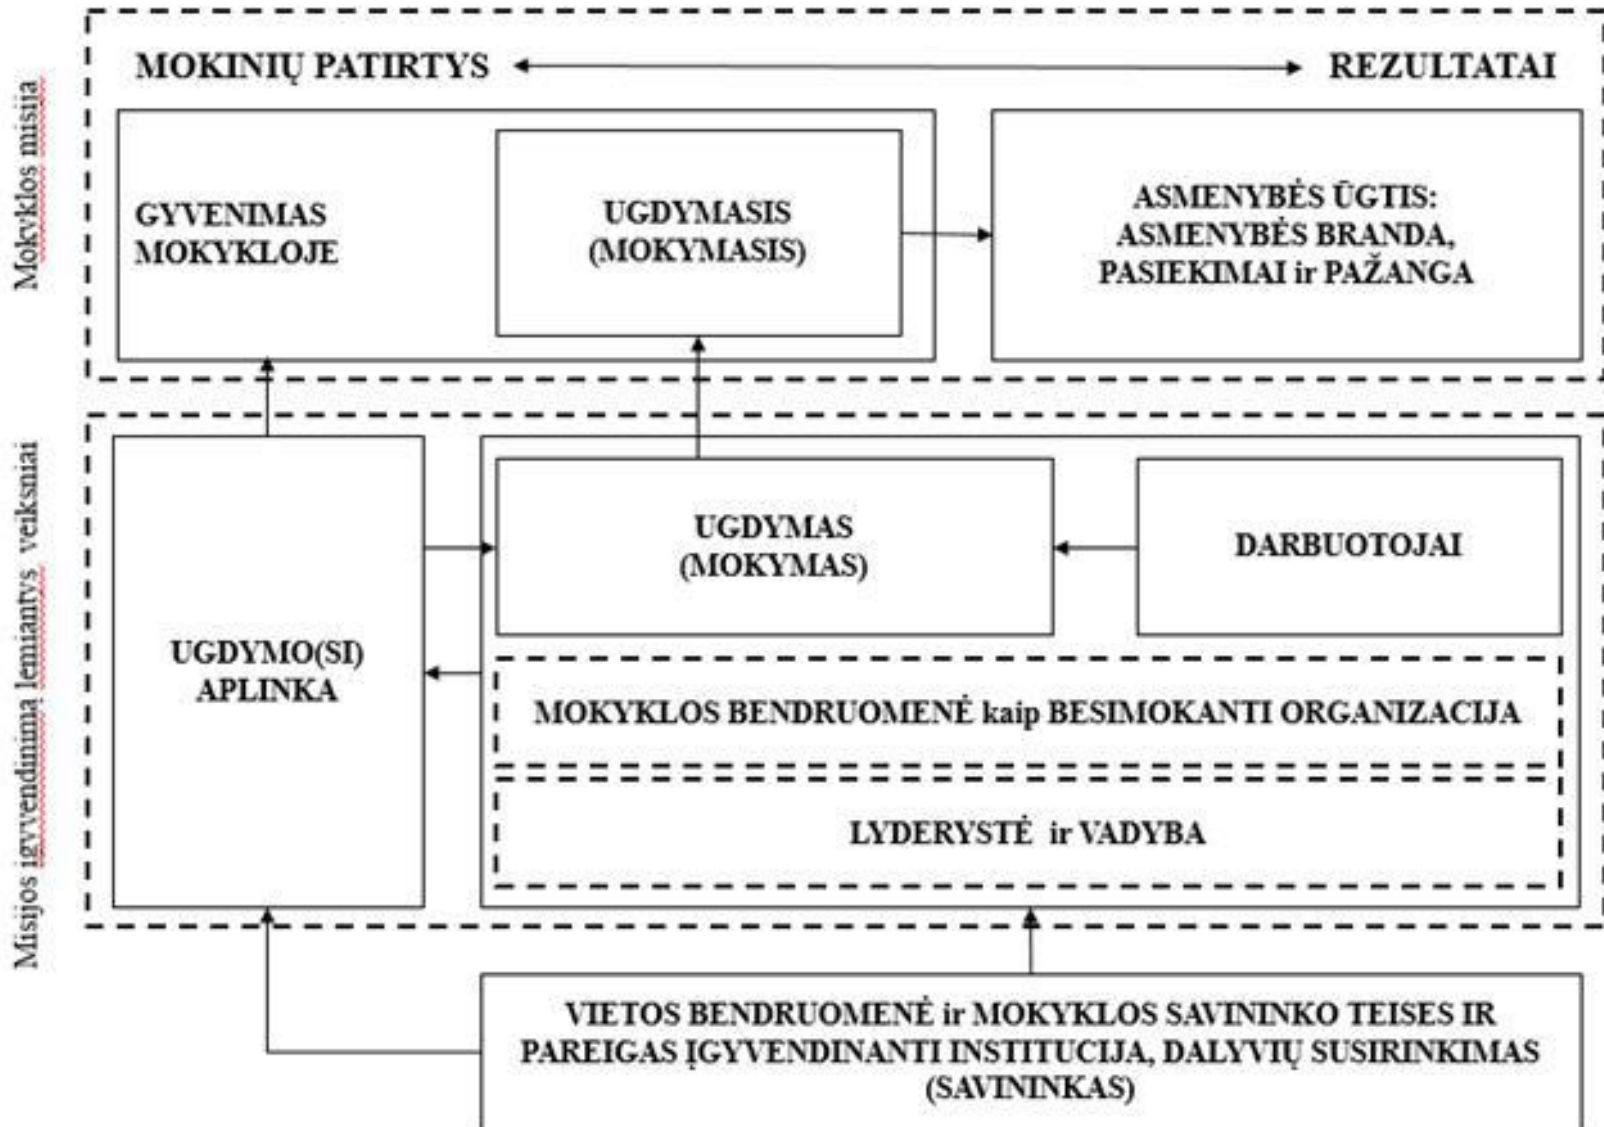 Mokyklos misija
MOKINIŲ PATIRTYS
REZULTATAI
GYVENIMAS
MOKYKLOJE
UGDYMASIS
(MOKYMASIS)
ASMENYBĖS ŪGTIS:
ASMENYBĖS BRANDA,
PASIEKIMAI ir PAŽANGA
Misijos įgyvendinimą lemiantys veiksniai
UGDYMO(SI)
APLINKA
UGDYMAS
(MOKYMAS)
DARBUOTOJAI
MOKYKLOS BENDRUOMENĖ kaip BESIMOKANTI ORGANIZACIJA
LYDERYSTĖ ir VADYBA
VIETOS BENDRUOMENĖ ir MOKYKLOS SAVININKO TEISES IR
PAREIGAS ĮGYVENDINANTI INSTITUCIJA, DALYVIŲ SUSIRINKIMAS
(SAVININKAS)